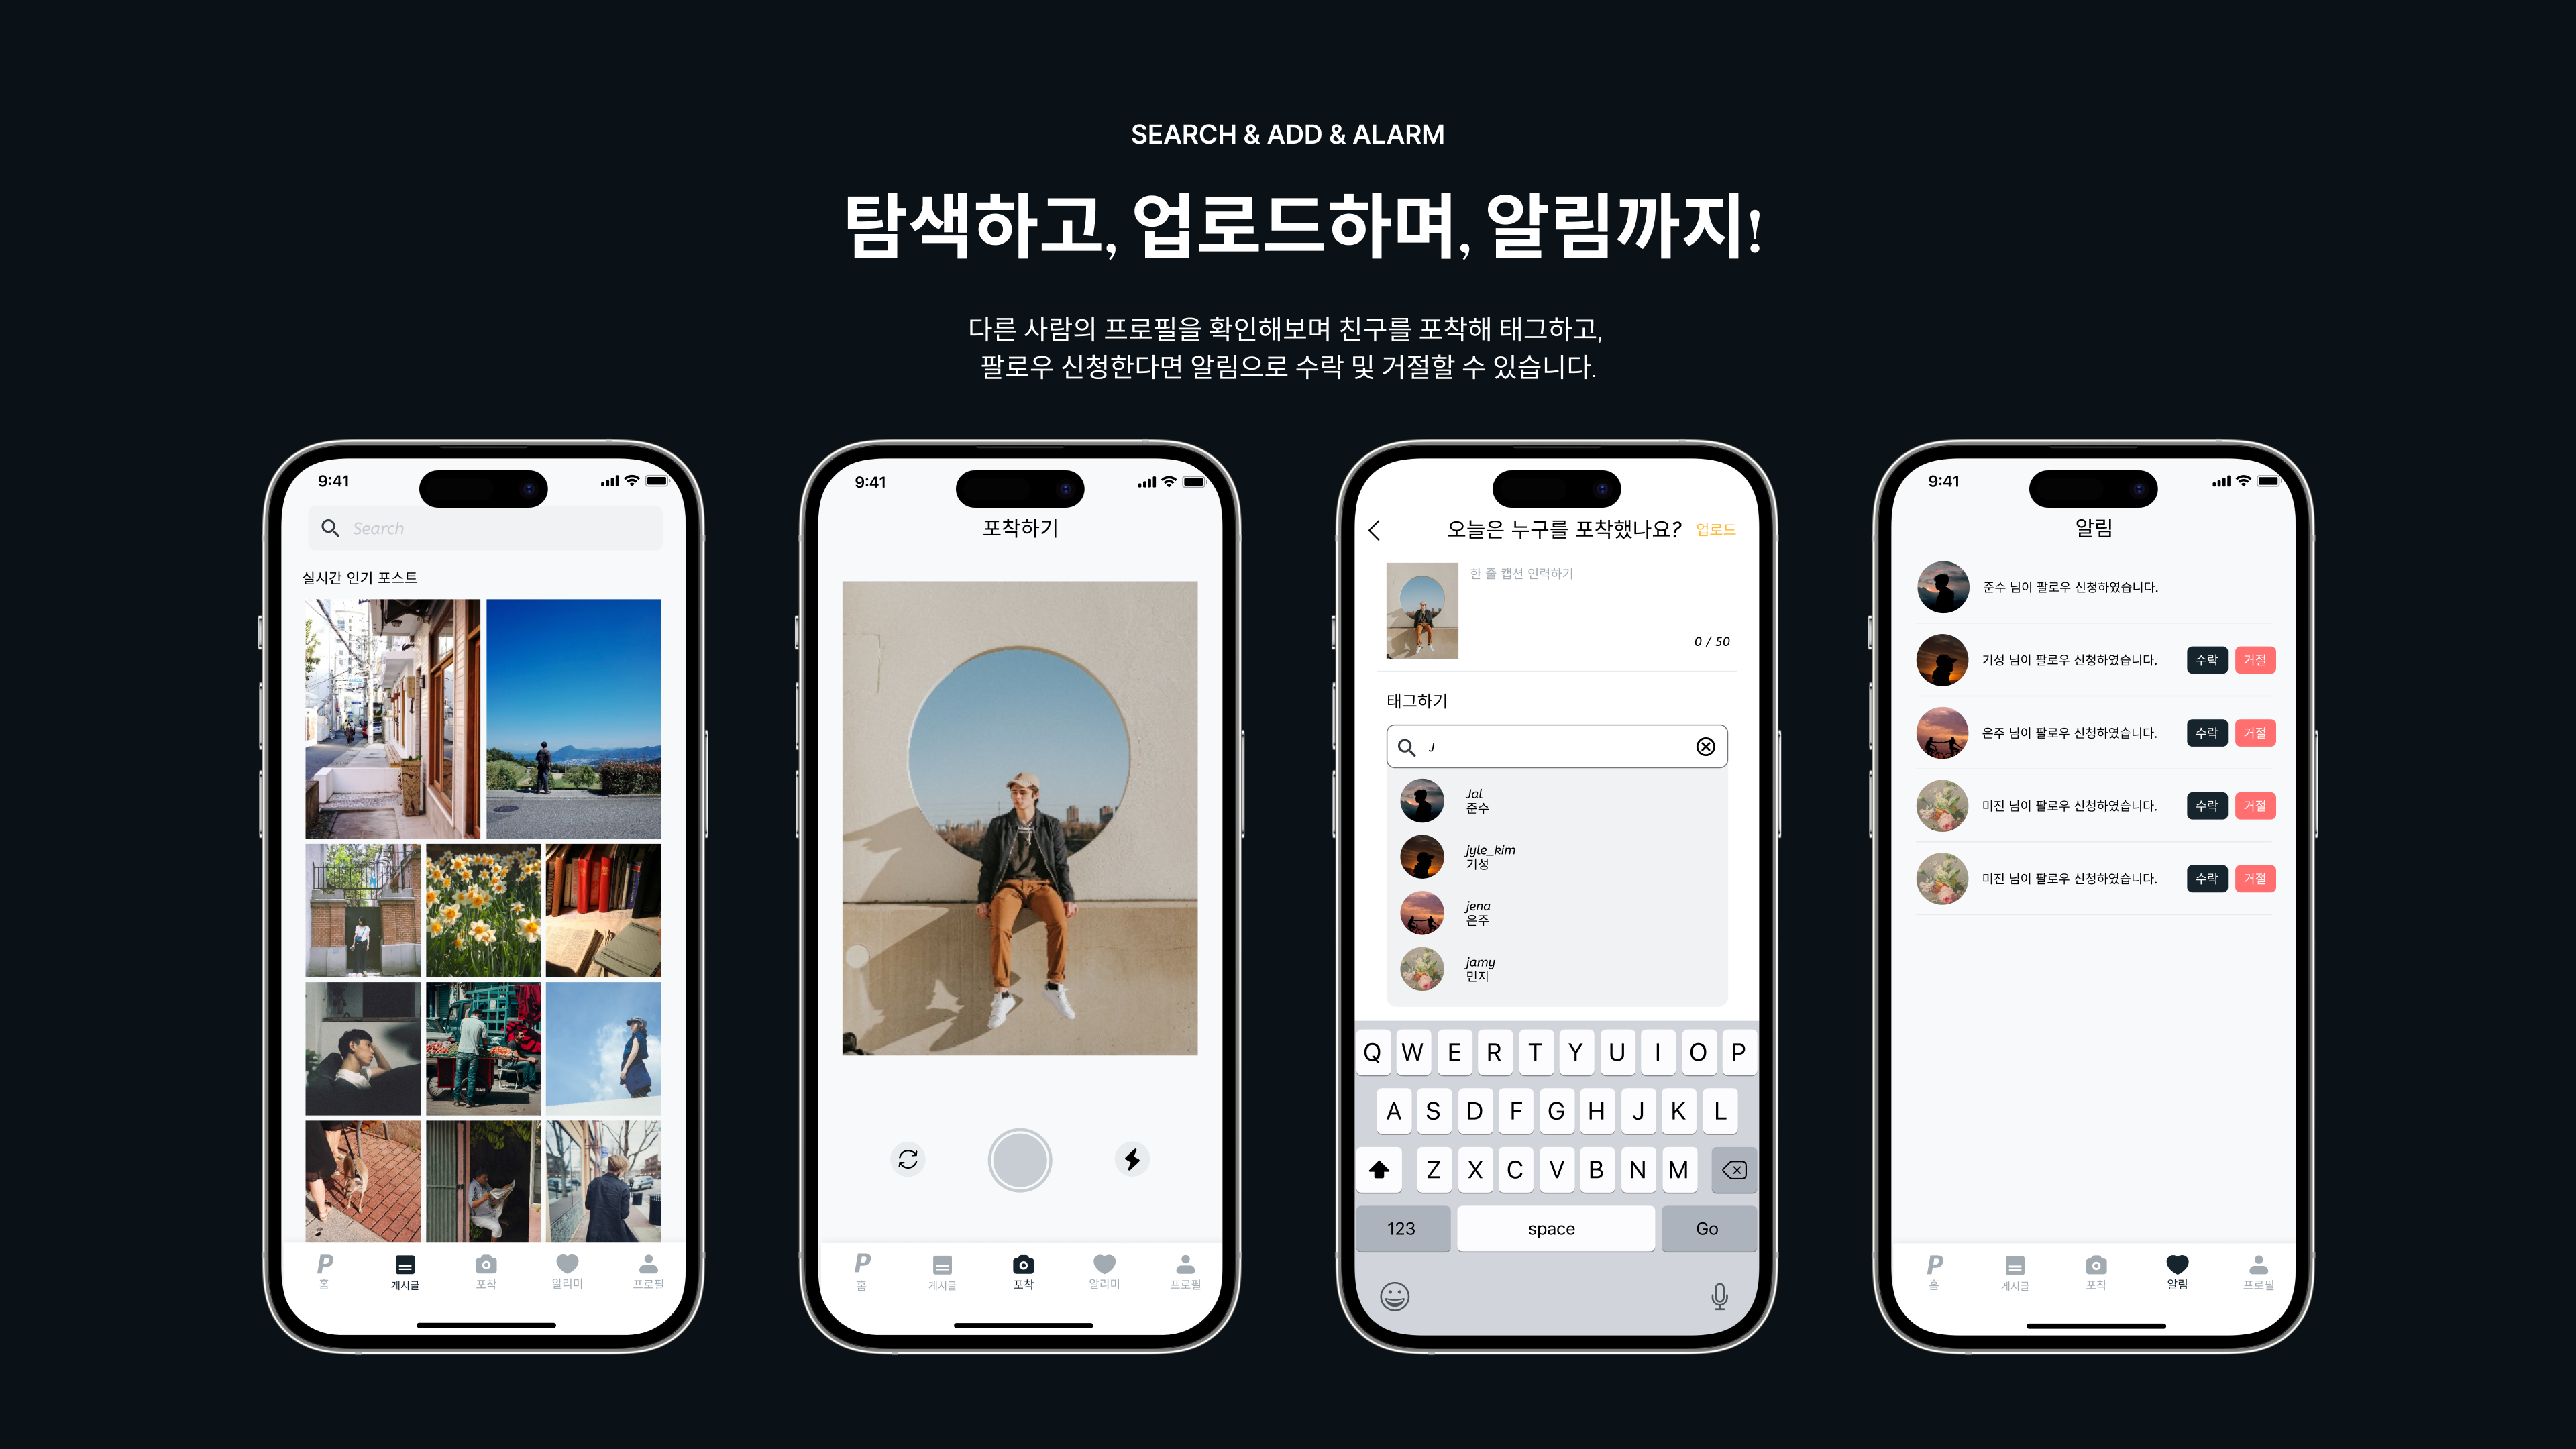 SEARCH & ADD & ALARM
탐색하고, 업로드하며, 알림까지!
다른 사람의 프로필을 확인해보며 친구를 포착해 태그하고,
팔로우 신청한다면 알림으로 수락 및 거절할 수 있습니다.
9:41
Search
실시간 인기 포스트
P
홈
게시글
포착
알리미
프로필
9:41
포착하기
P
홈
게시글
포착
알리미
프로필
오늘은 누구를 포착했나요?
업로드
한 줄 캡션 인력하기
0 / 50
태그하기
J
Jal
준수
jyle_kim
기성
jena
은주
jamy
민지
Q W E R T Y U I O P
A S D F G H J K L
Z X C V B N M
123 space Go
9:41
알림
준수 님이 팔로우 신청하였습니다.
기성 님이 팔로우 신청하였습니다. 수락 거절
은주 님이 팔로우 신청하였습니다. 수락 거절
미진 님이 팔로우 신청하였습니다. 수락 거절
미진 님이 팔로우 신청하였습니다. 수락 거절
P
홈
게시글
포착
알림
프로필